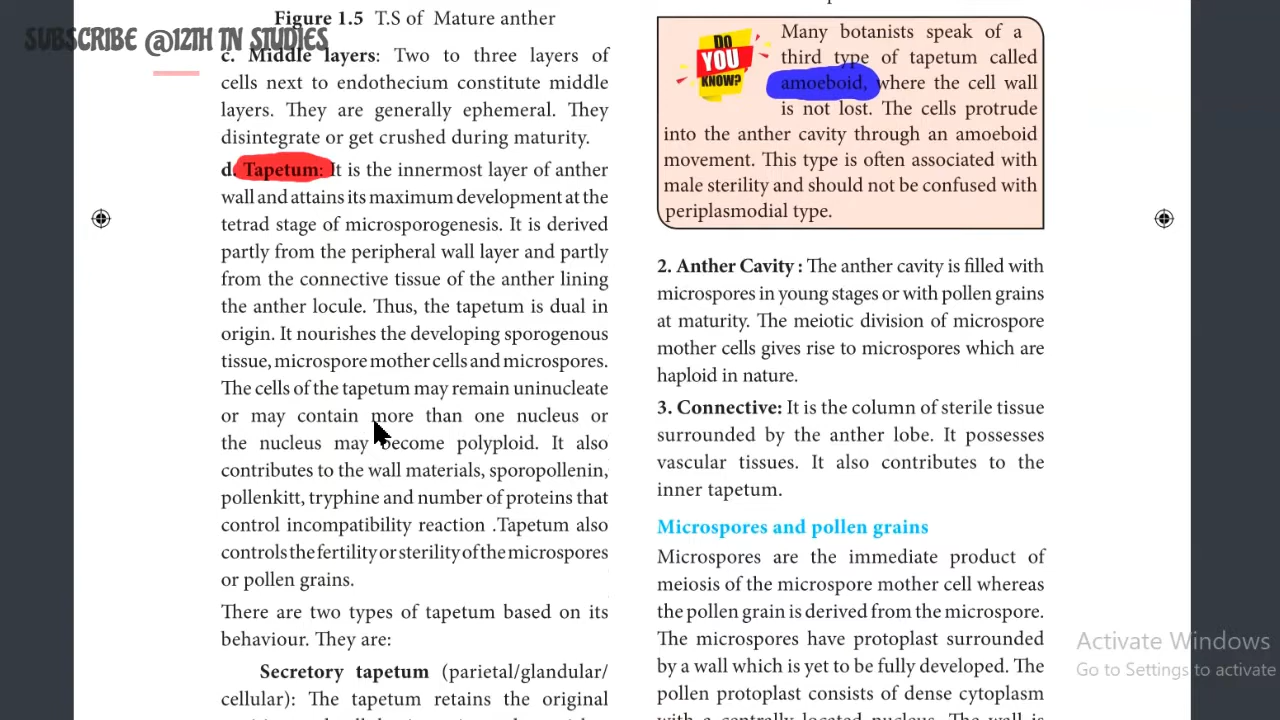 Figure 1.5 T.S of Mature anther
SUBSCRIBE @12TH TN STUDIES
c. Middle layers: Two to three layers of
cells next to endothecium constitute middle
layers. They are generally ephemeral. They
disintegrate or get crushed during maturity.
d. Tapetum: It is the innermost layer of anther
wall and attains its maximum development at the
tetrad stage of microsporogenesis. It is derived
partly from the peripheral wall layer and partly
from the connective tissue of the anther lining
the anther locule. Thus, the tapetum is dual in
origin. It nourishes the developing sporogenous
tissue, microspore mother cells and microspores.
The cells of the tapetum may remain uninucleate
or may contain more than one nucleus or
the nucleus may become polyploid. It also
contributes to the wall materials, sporopollenin,
pollenkitt, tryphine and number of proteins that
control incompatibility reaction .Tapetum also
controls the fertility or sterility of the microspores
or pollen grains.
There are two types of tapetum based on its
behaviour. They are:
Secretory tapetum (parietal/glandular/
cellular): The tapetum retains the original
DO
YOU
KNOW?
Many botanists speak of a
third type of tapetum called
amoeboid, where the cell wall
is not lost. The cells protrude
into the anther cavity through an amoeboid
movement. This type is often associated with
male sterility and should not be confused with
periplasmodial type.
2. Anther Cavity : The anther cavity is filled with
microspores in young stages or with pollen grains
at maturity. The meiotic division of microspore
mother cells gives rise to microspores which are
haploid in nature.
3. Connective: It is the column of sterile tissue
surrounded by the anther lobe. It possesses
vascular tissues. It also contributes to the
inner tapetum.
Microspores and pollen grains
Microspores are the immediate product of
meiosis of the microspore mother cell whereas
the pollen grain is derived from the microspore.
The microspores have protoplast surrounded
by a wall which is yet to be fully developed. The
pollen protoplast consists of dense cytoplasm
with a centrally located nucleus. The wall is
Activate Windows
Go to Settings to activate